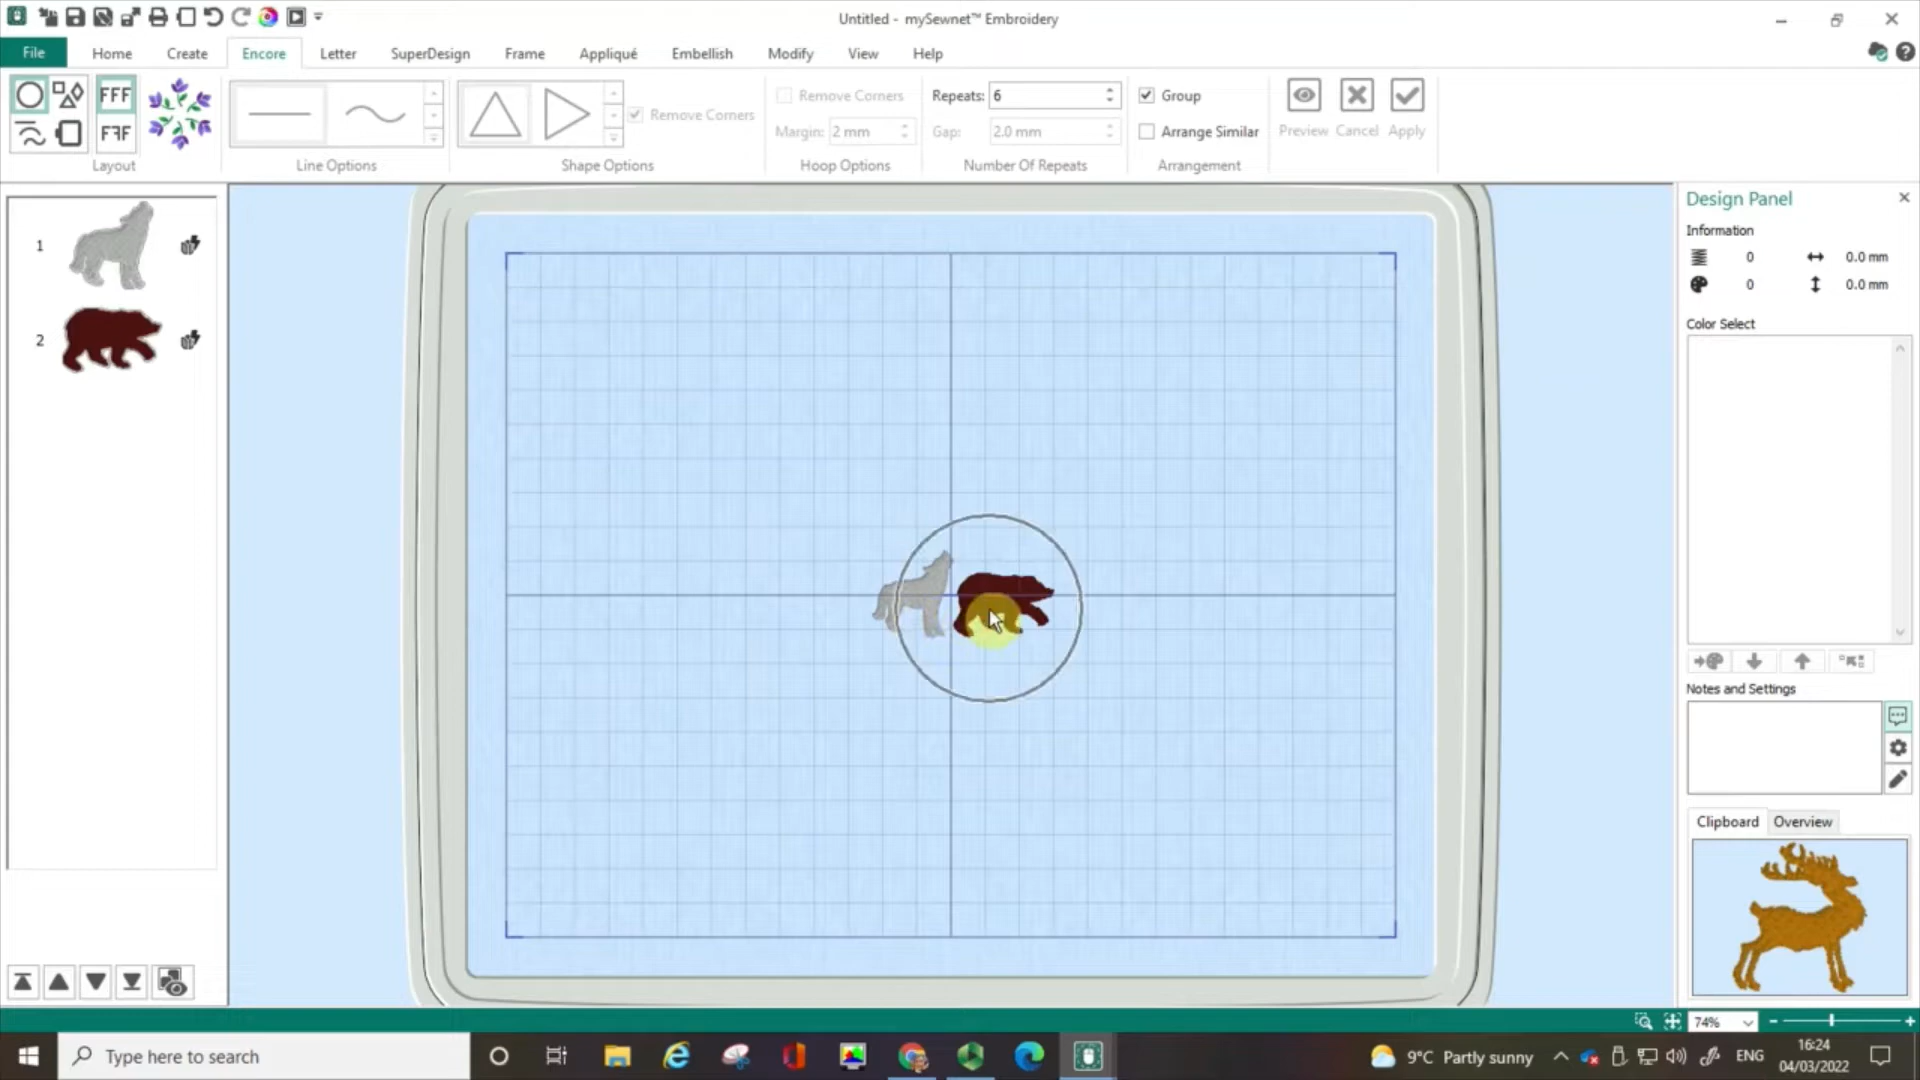 Untitled - mySewnet™ Embroidery
File Home Create Encore Letter SuperDesign Frame Appliqué Embellish Modify View Help
FFF
Remove Corners
Remove Corners Repeats: 6
Group
Margin: 2 mm Gap: 2.0 mm
Arrange Similar
Preview Cancel Apply
Layout Line Options Shape Options Hoop Options Number Of Repeats Arrangement
Design Panel
Information
1
0 0.0 mm
0 0.0 mm
Color Select
2
Notes and Settings
Clipboard Overview
74%
Type here to search
9°C Partly sunny
ENG
16:24
04/03/2022